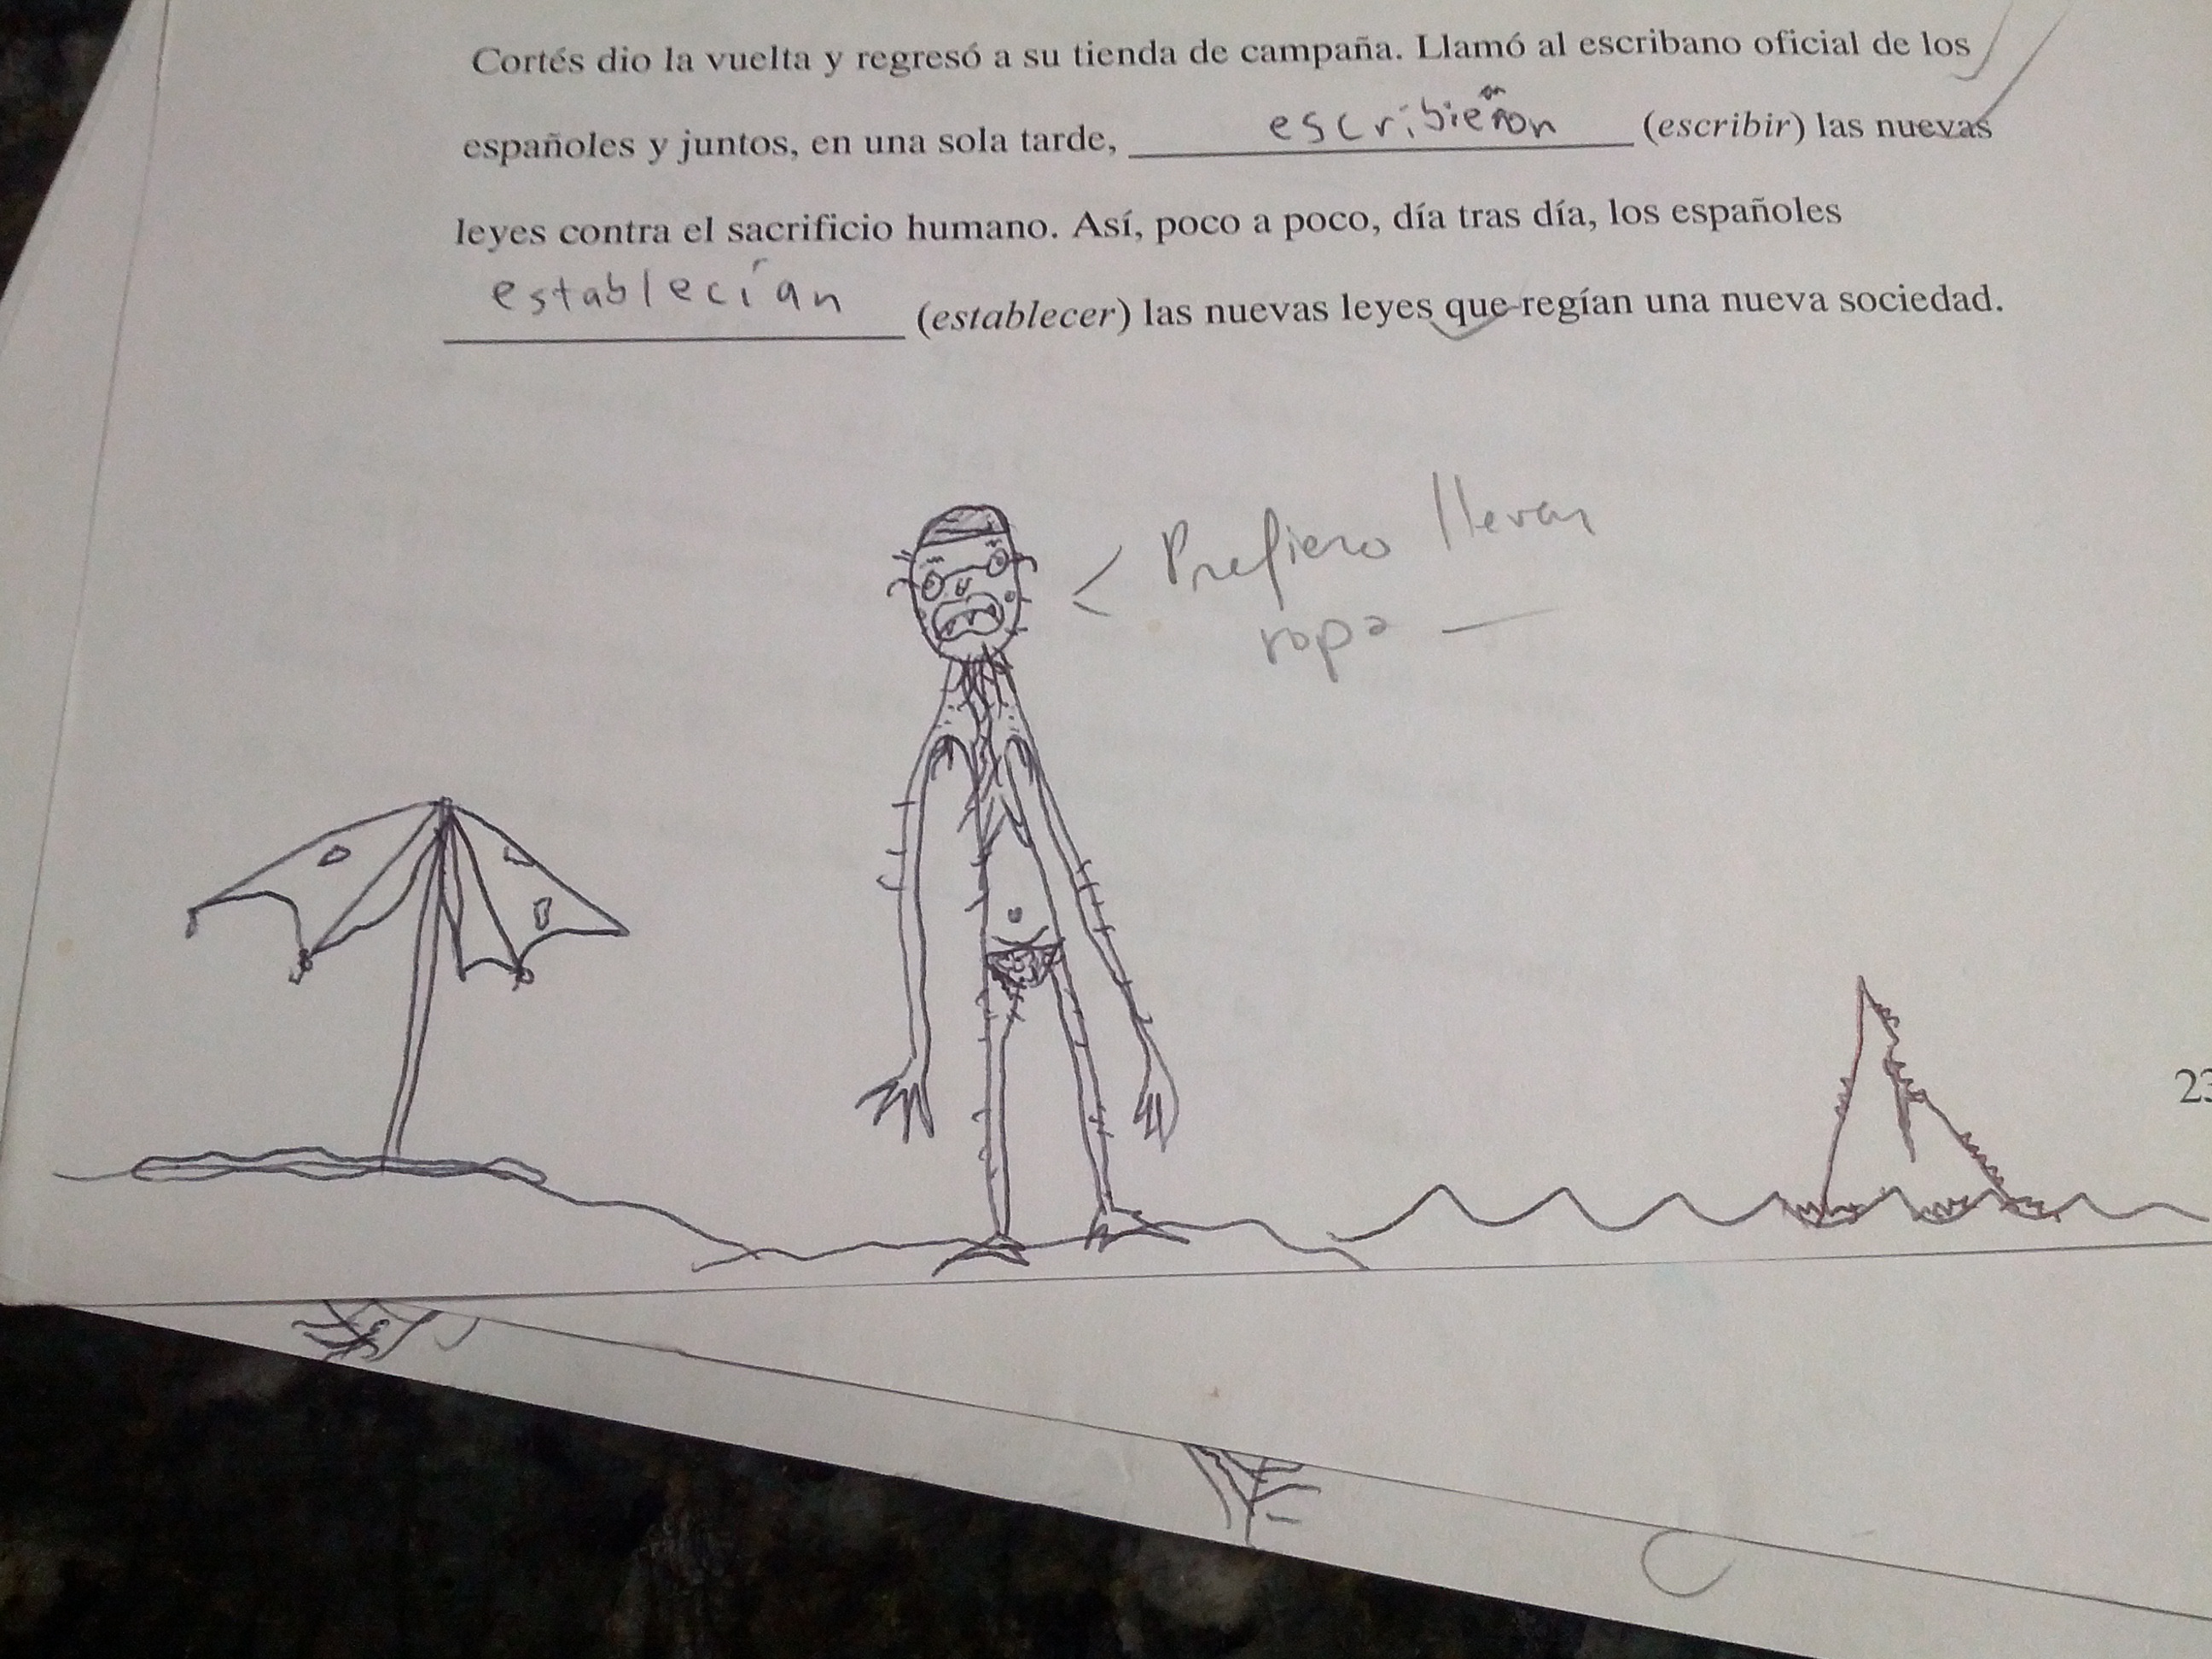 Cortés dio la vuelta y regresó a su tienda de campaña. Llamó al escribano oficial de los
españoles y juntos, en una sola tarde, escribieron (escribir) las nuevas
leyes contra el sacrificio humano. Así, poco a poco, día tras día, los españoles
establecían (establecer) las nuevas leyes que regían una nueva sociedad.
< Prefiero llevar
ropa —
23